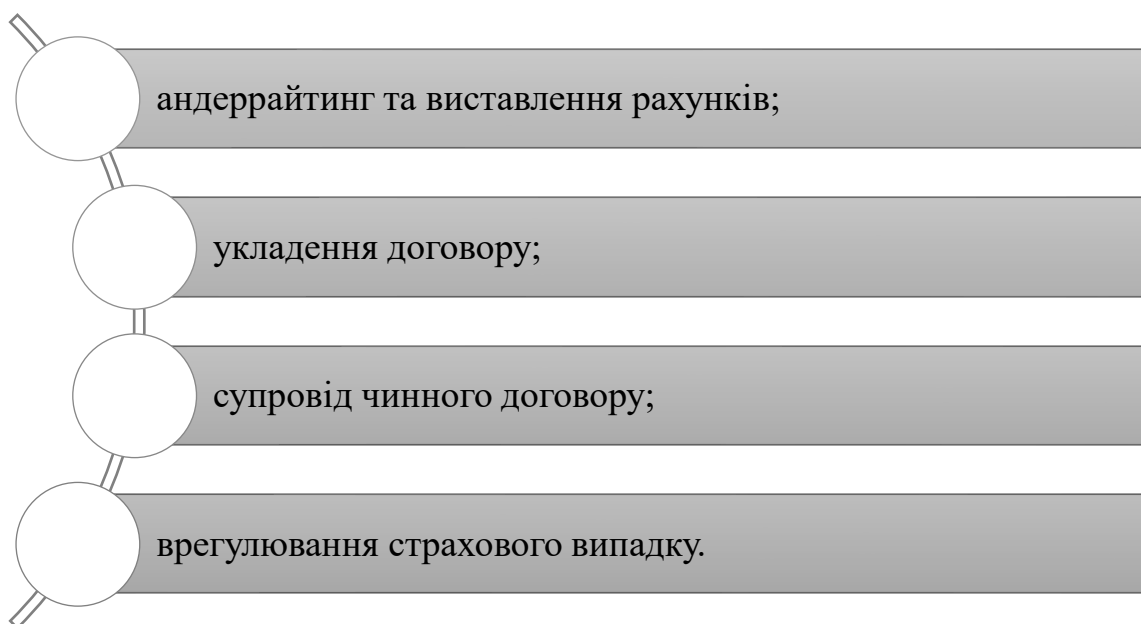 андеррайтинг та виставлення рахунків;
укладення договору;
супровід чинного договору;
врегулювання страхового випадку.